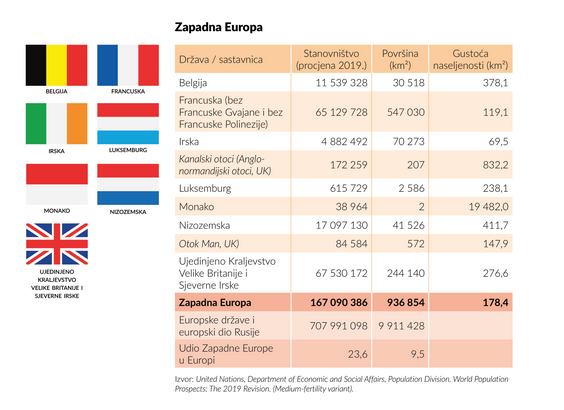 Zapadna Europa
BELGIJA
FRANCUSKA
IRSKA
LUKSEMBURG
MONAKO
NIZOZEMSKA
UJEDINJENO
KRALJEVSTVO
VELIKE BRITANIJE I
SJEVERNE IRSKE
Država / sastavnica
Stanovništvo
(procjena 2019.)
Površina
(km²)
Gustoća
naseljenosti (km²)
Belgija 11 539 328 30 518 378,1
Francuska (bez
Francuske Gvajane i bez
Francuske Polinezije)
65 129 728 547 030 119,1
Irska 4 882 492 70 273 69,5
Kanalski otoci (Anglo-
normandijski otoci, UK)
172 259 207 832,2
Luksemburg 615 729 2 586 238,1
Monako 38 964 2 19 482,0
Nizozemska 17 097 130 41 526 411,7
Otok Man, UK) 84 584 572 147,9
Ujedinjeno Kraljevstvo
Velike Britanije i
Sjeverne Irske
67 530 172 244 140 276,6
Zapadna Europa 167 090 386 936 854 178,4
Europske države i
europski dio Rusije
707 991 098 9 911 428
Udio Zapadne Europe
u Europi
23,6 9,5
Izvor: United Nations, Department of Economic and Social Affairs, Population Division. World Population
Prospects: The 2019 Revision. (Medium-fertility variant).